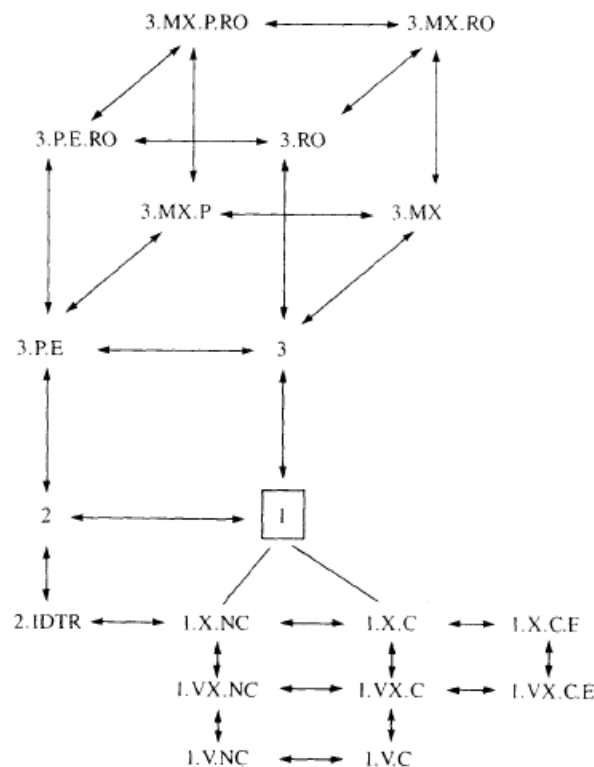 3.MX.P.RO 3.MX.RO
3.P.E.RO 3.RO
3.MX.P 3.MX
3.P.E 3
2 1
2.IDTR 1.X.NC 1.X.C 1.X.C.E
1.VX.NC 1.VX.C 1.VX.C.E
1.V.NC 1.V.C